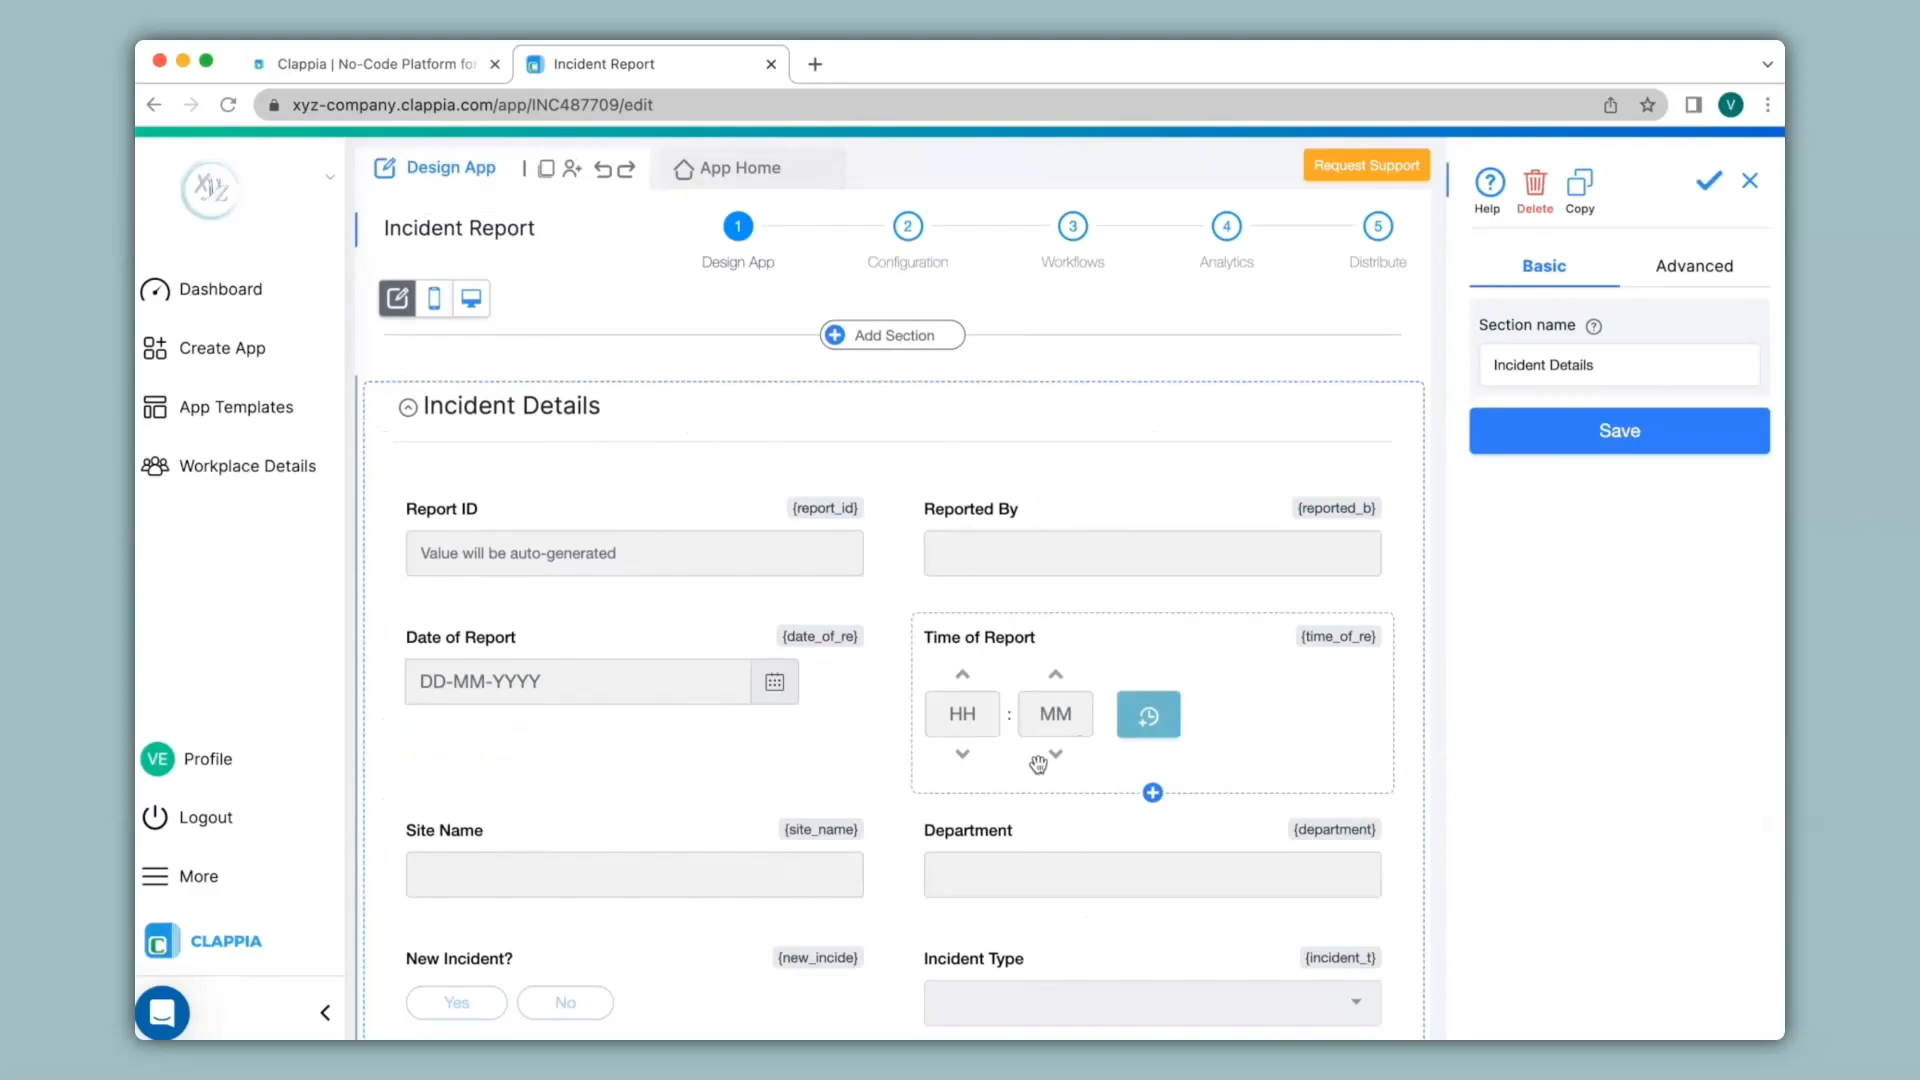 Clappia | No-Code Platform for
Incident Report
xyz-company.clappia.com/app/INC487709/edit
V
XYZ
Design App
App Home
Request Support
Help
Delete
Copy
Incident Report
1
2
3
4
5
Design App
Configuration
Workflows
Analytics
Distribute
Basic
Advanced
Dashboard
Create App
App Templates
Workplace Details
Add Section
Section name ?
Incident Details
Save
Incident Details
Report ID
{report_id}
Value will be auto-generated
Reported By
{reported_b}
Date of Report
{date_of_re}
DD-MM-YYYY
Time of Report
{time_of_re}
HH : MM
Site Name
{site_name}
Department
{department}
New Incident?
{new_incide}
Yes
No
Incident Type
{incident_t}
VE
Profile
Logout
More
CLAPPIA